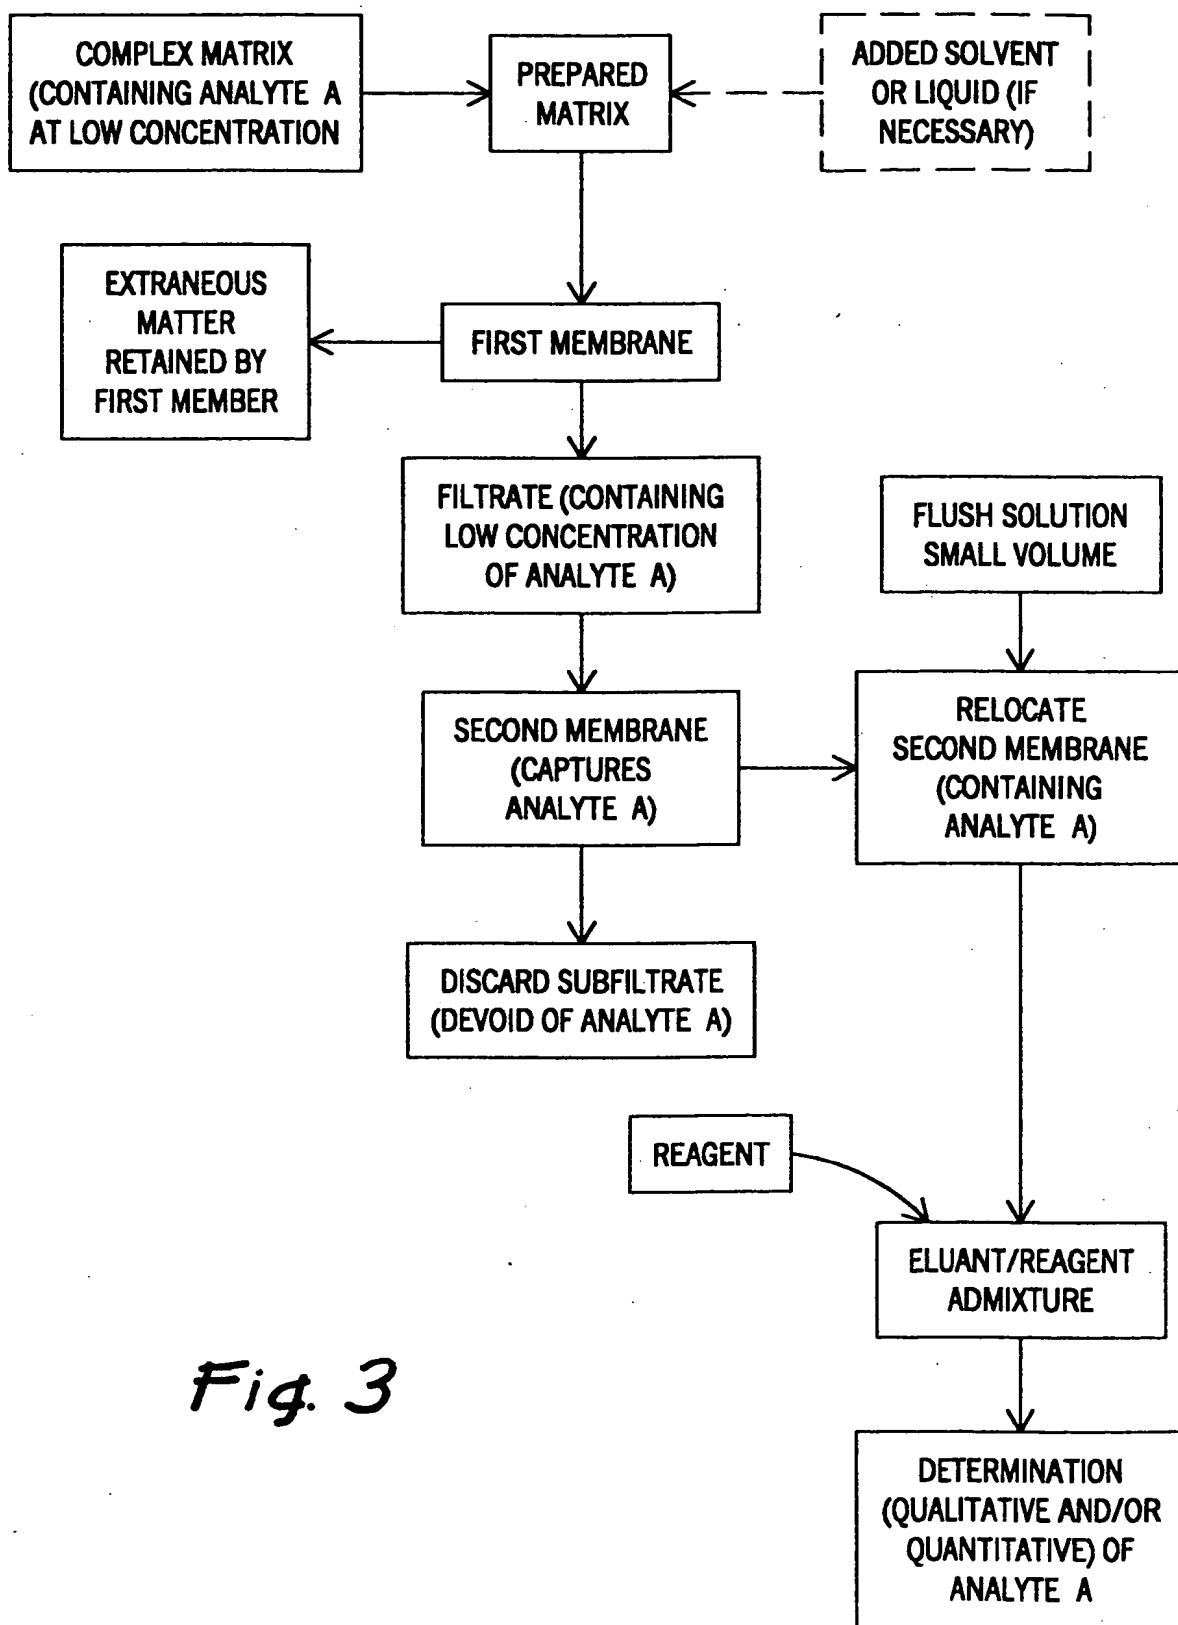 COMPLEX MATRIX
(CONTAINING ANALYTE A
AT LOW CONCENTRATION
PREPARED
MATRIX
ADDED SOLVENT
OR LIQUID (IF
NECESSARY)
EXTRANEOUS
MATTER
RETAINED BY
FIRST MEMBER
FIRST MEMBRANE
FILTRATE (CONTAINING
LOW CONCENTRATION
OF ANALYTE A)
FLUSH SOLUTION
SMALL VOLUME
SECOND MEMBRANE
(CAPTURES
ANALYTE A)
RELOCATE
SECOND MEMBRANE
(CONTAINING
ANALYTE A)
DISCARD SUBFILTRATE
(DEVOID OF ANALYTE A)
REAGENT
ELUANT/REAGENT
ADMIXTURE
DETERMINATION
(QUALITATIVE AND/OR
QUANTITATIVE) OF
ANALYTE A
Fig. 3